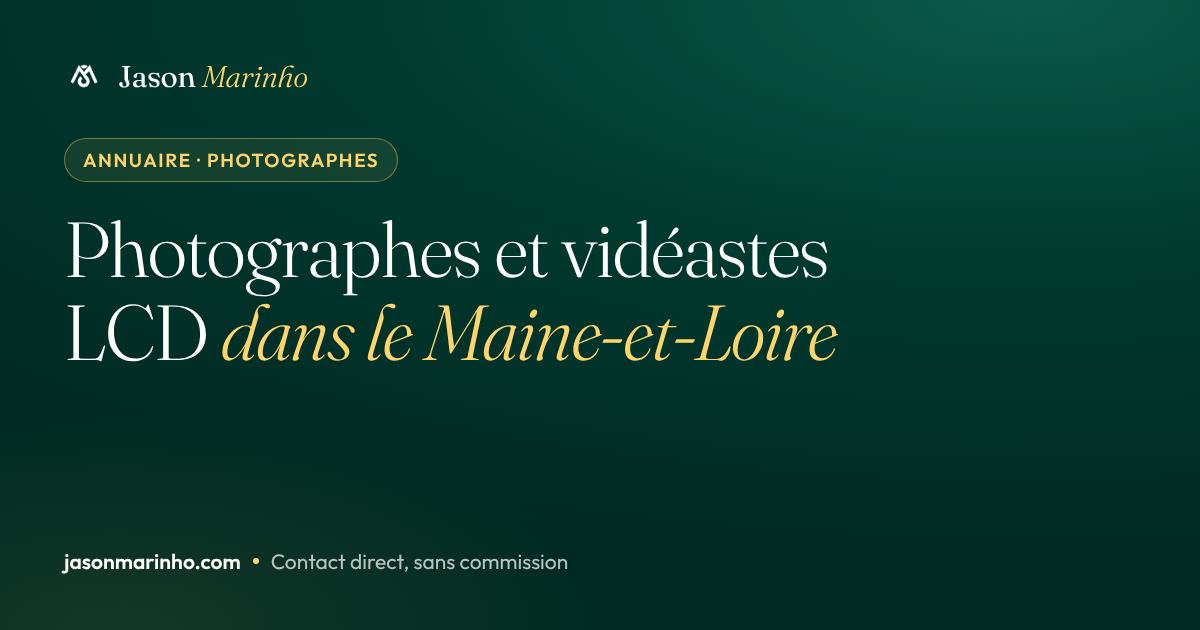 Jason Marinho
ANNUAIRE · PHOTOGRAPHES
Photographes et vidéastes
LCD dans le Maine-et-Loire
jasonmarinho.com • Contact direct, sans commission